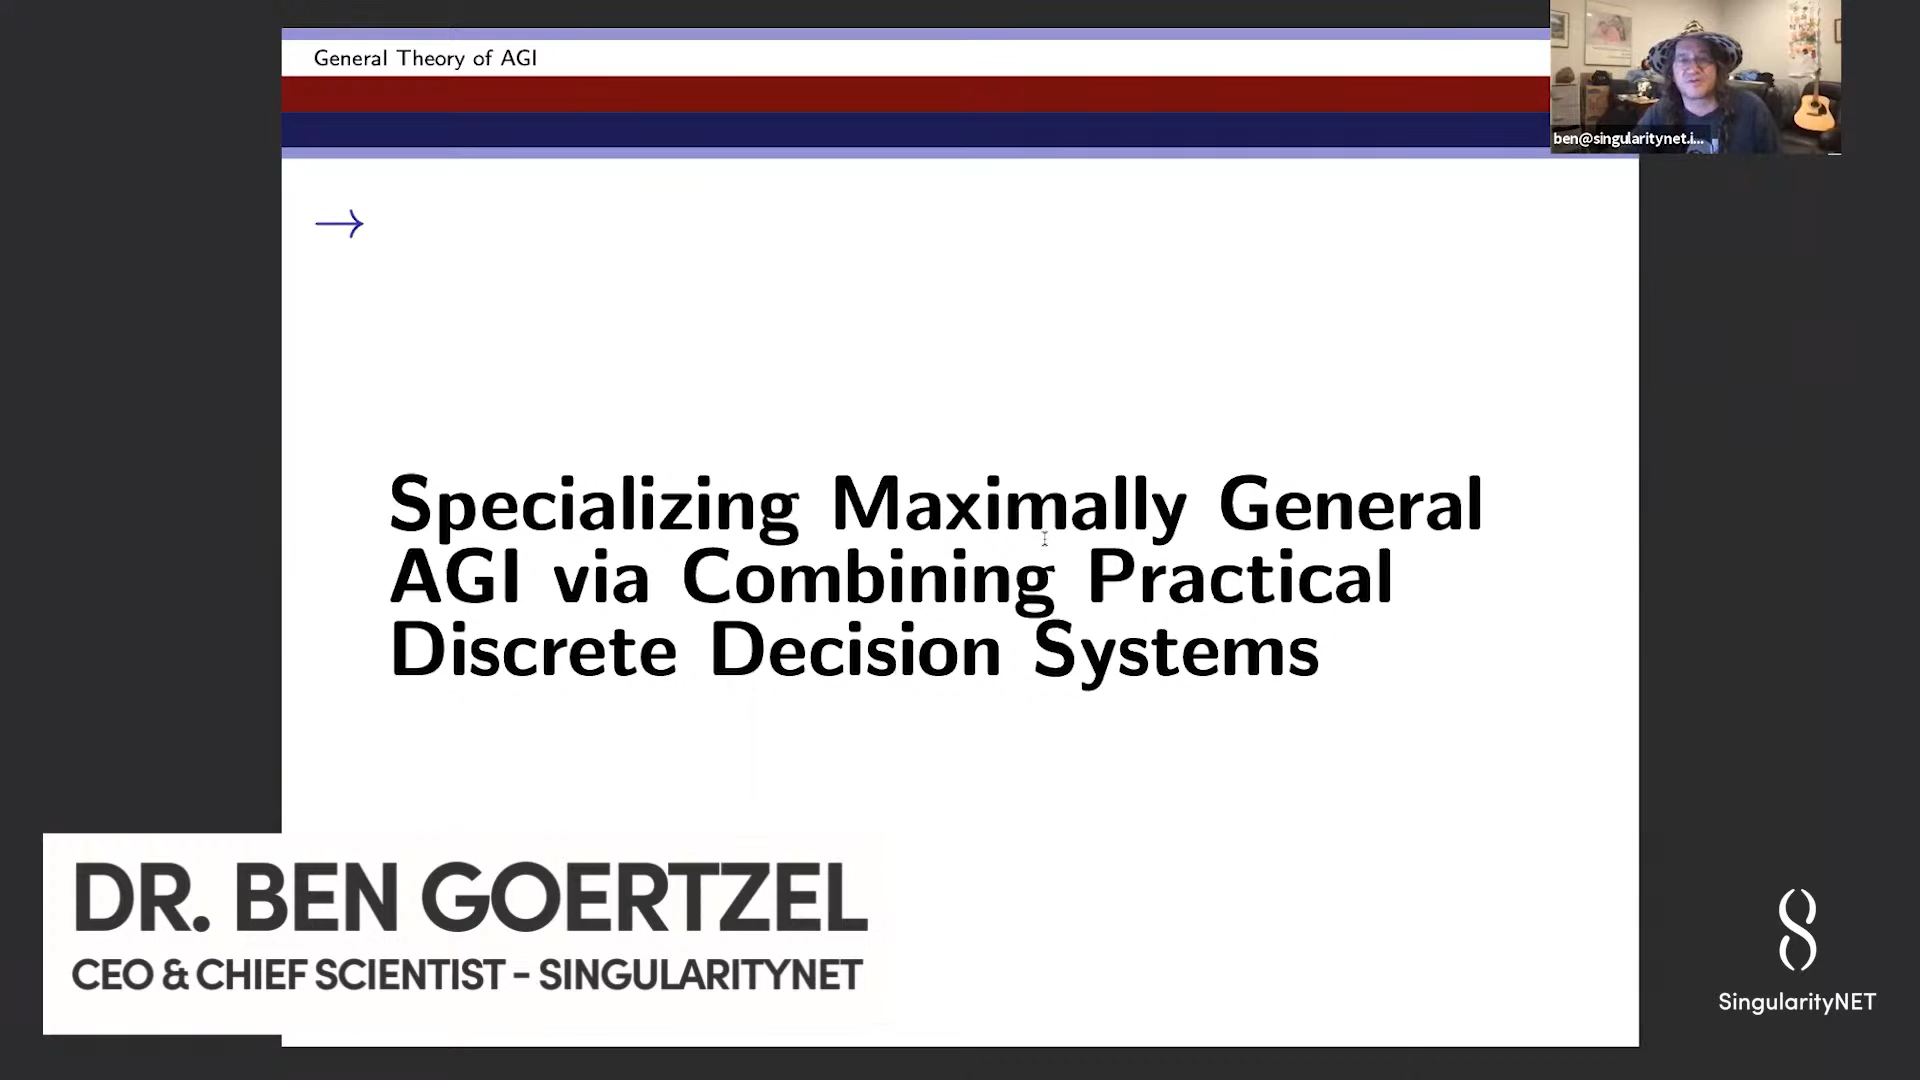 General Theory of AGI
ben@singularitynet.i...
→
Specializing Maximally General
AGI via Combining Practical
Discrete Decision Systems
DR. BEN GOERTZEL
CEO & CHIEF SCIENTIST - SINGULARITYNET
SingularityNET